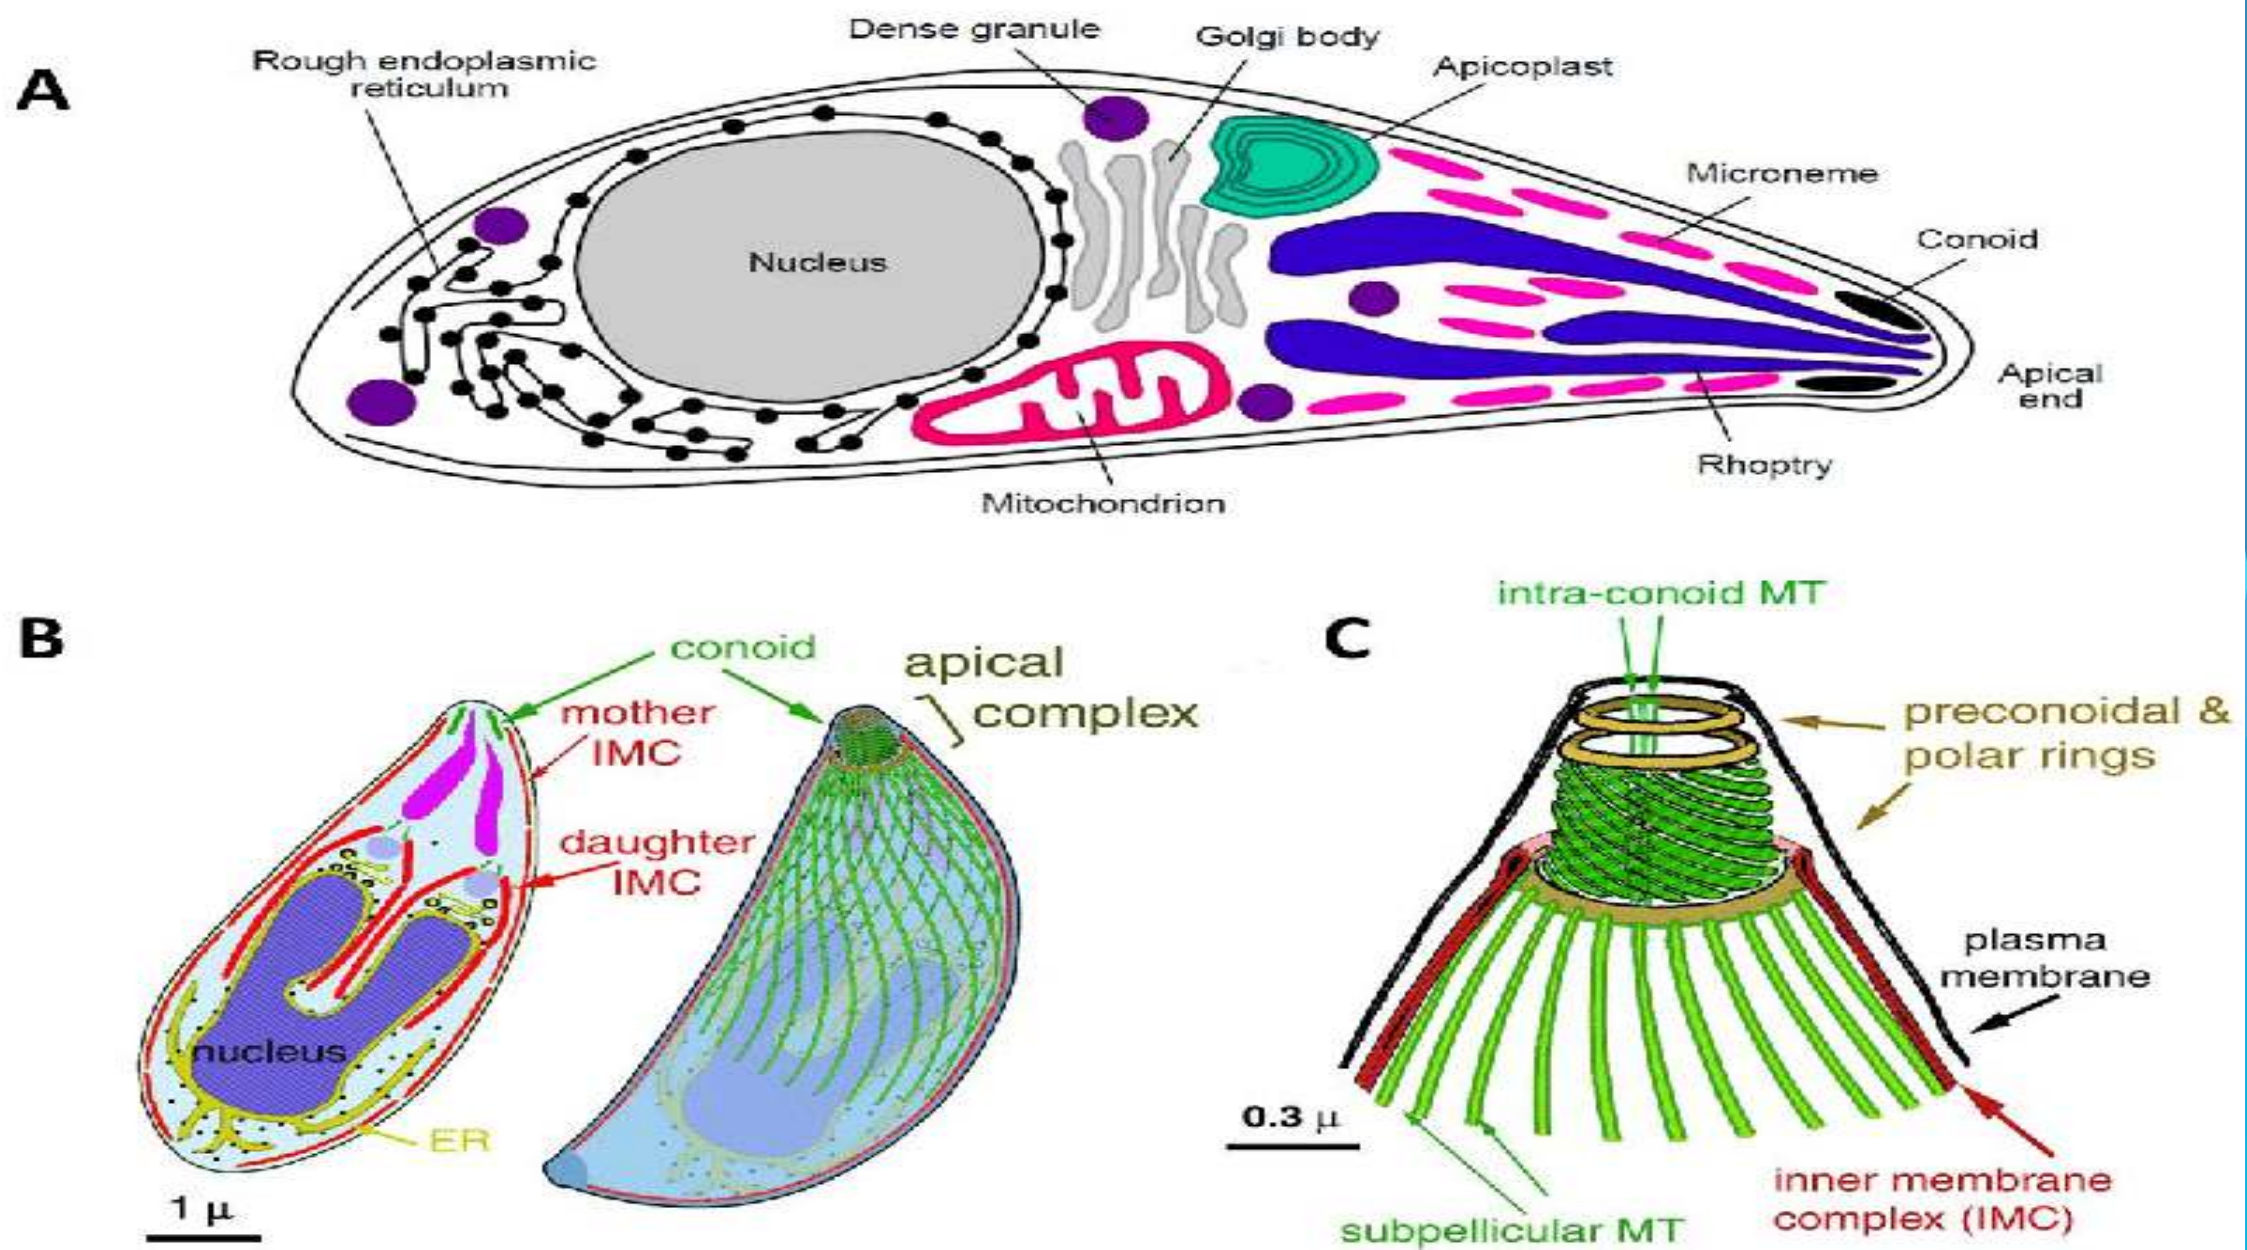 A
Rough endoplasmic
reticulum
Dense granule
Golgi body
Apicoplast
Microneme
Conoid
Nucleus
Apical
end
Rhoptry
Mitochondrion
B
conoid
apical
complex
mother
IMC
daughter
IMC
nucleus
ER
1 μ
C
intra-conoid MT
preconoidal &
polar rings
plasma
membrane
0.3 μ
inner membrane
complex (IMC)
subpellicular MT